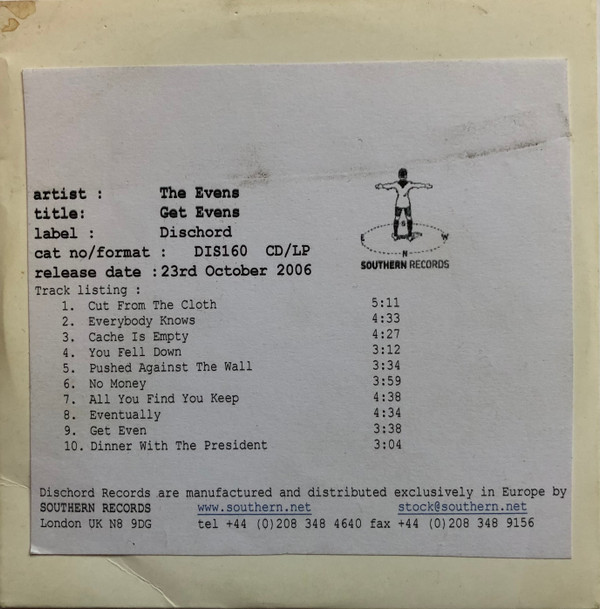 artist : The Evens
title: Get Evens
label : Dischord
cat no/format : DIS160 CD/LP
release date : 23rd October 2006
E W
N
SOUTHERN RECORDS
Track listing :
1. Cut From The Cloth 5:11
2. Everybody Knows 4:33
3. Cache Is Empty 4:27
4. You Fell Down 3:12
5. Pushed Against The Wall 3:34
6. No Money 3:59
7. All You Find You Keep 4:38
8. Eventually 4:34
9. Get Even 3:38
10. Dinner With The President 3:04
Dischord Records are manufactured and distributed exclusively in Europe by
SOUTHERN RECORDS www.southern.net stock@southern.net
London UK N8 9DG tel +44 (0)208 348 4640 fax +44 (0)208 348 9156